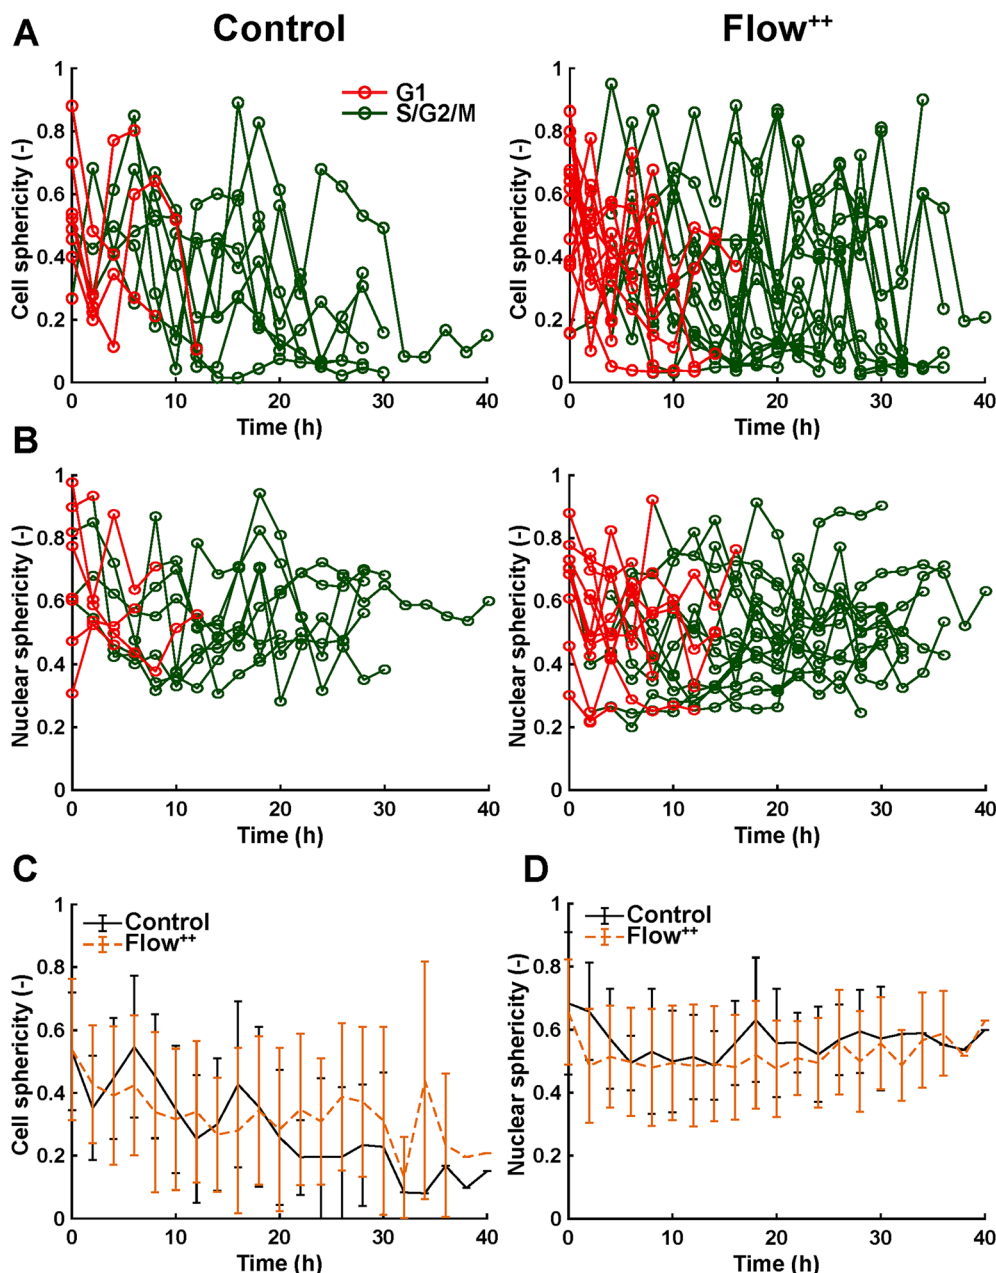 A Control Flow++
G1
S/G2/M
Cell sphericity (-)
1
0.8
0.6
0.4
0.2
0
0 10 20 30 40
Time (h)
Cell sphericity (-)
1
0.8
0.6
0.4
0.2
0
0 10 20 30 40
Time (h)
B
Nuclear sphericity (-)
1
0.8
0.6
0.4
0.2
0
0 10 20 30 40
Time (h)
Nuclear sphericity (-)
1
0.8
0.6
0.4
0.2
0
0 10 20 30 40
Time (h)
C
Control
Flow++
Cell sphericity (-)
1
0.8
0.6
0.4
0.2
0
0 10 20 30 40
Time (h)
D
Control
Flow++
Nuclear sphericity (-)
1
0.8
0.6
0.4
0.2
0
0 10 20 30 40
Time (h)